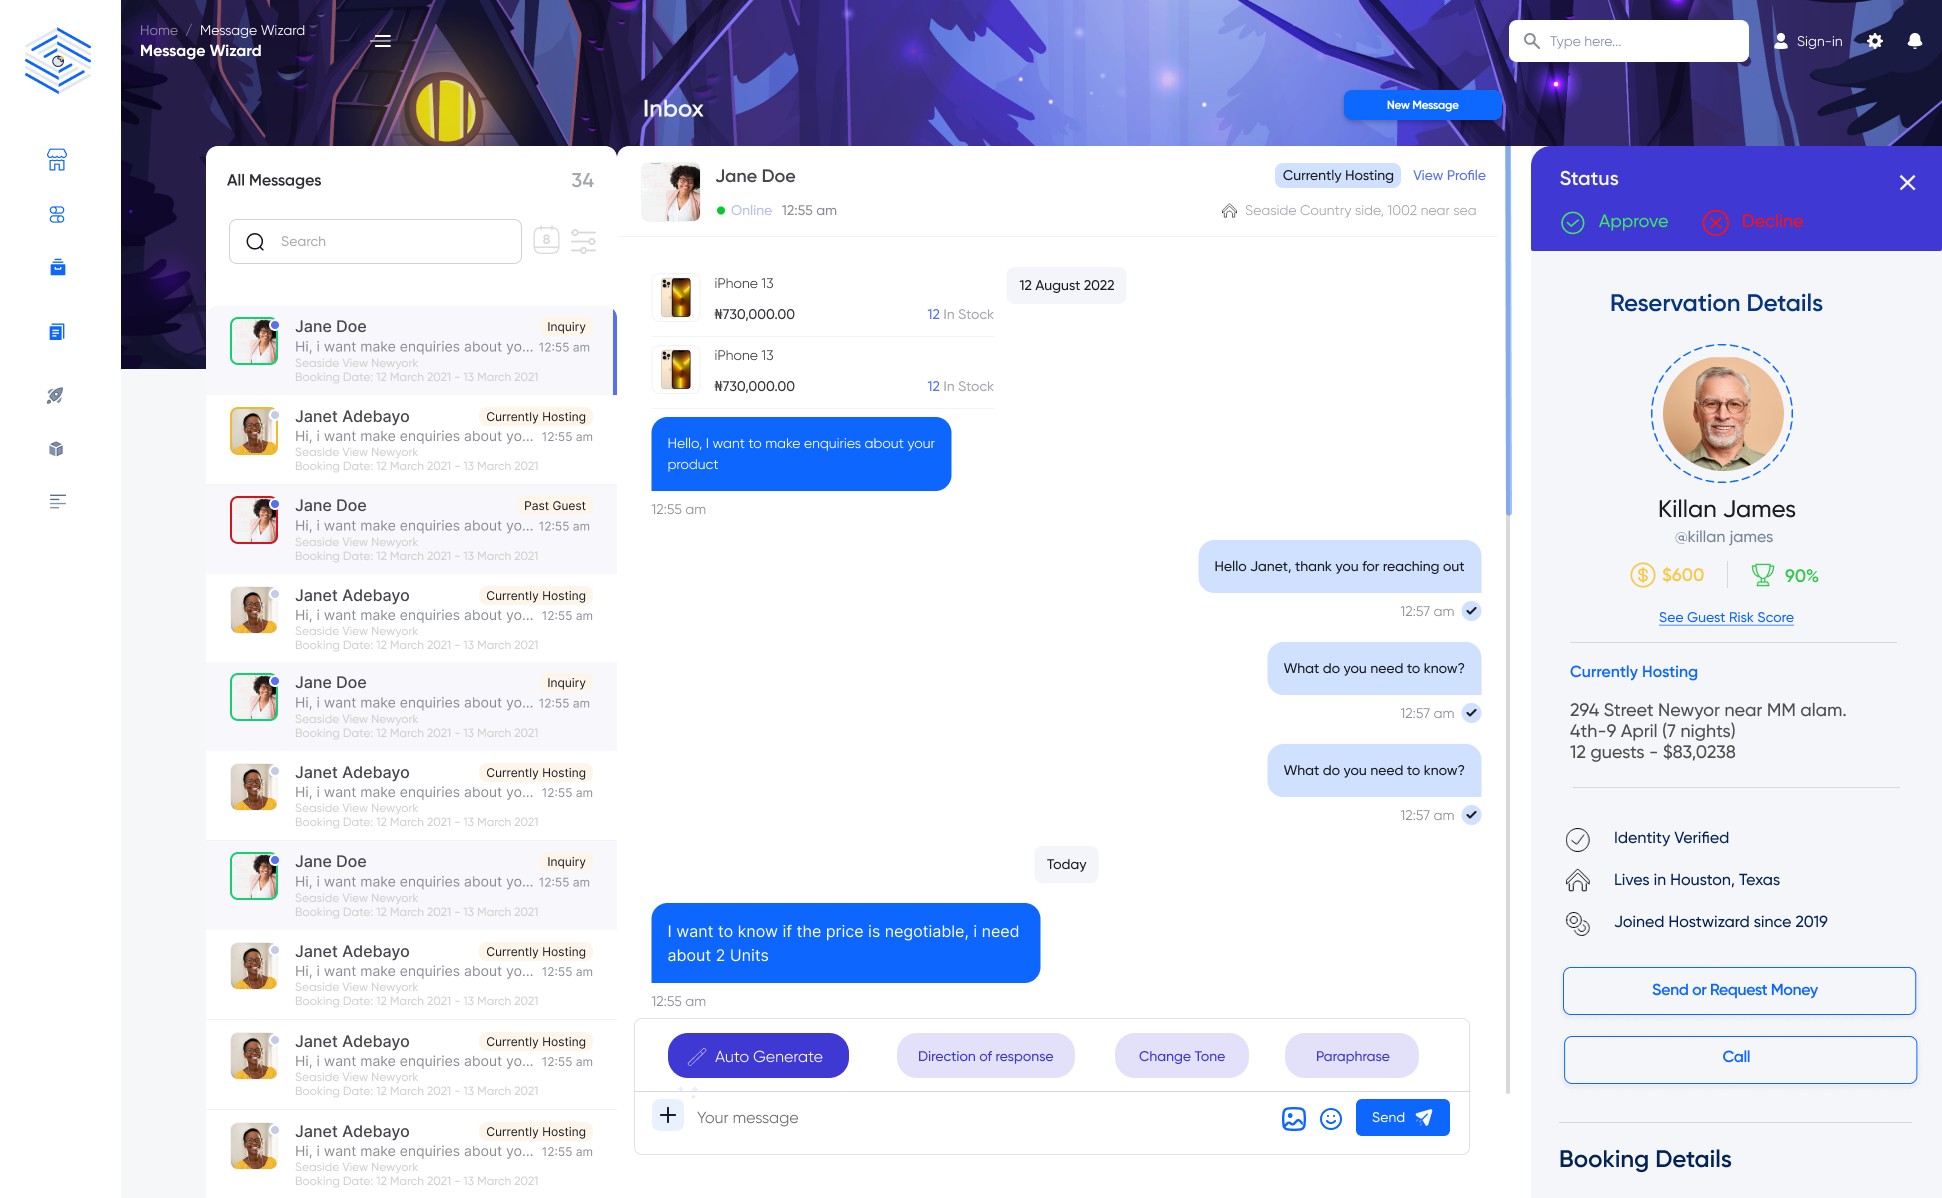 Home / Message Wizard
Message Wizard
Type here...
Sign-in
Inbox
New Message
All Messages
34
Search
8
Jane Doe
Inquiry
Hi, i want make enquiries about yo... 12:55 am
Seaside View Newyork
Booking Date: 12 March 2021 - 13 March 2021
Janet Adebayo
Currently Hosting
Hi, i want make enquiries about yo... 12:55 am
Seaside View Newyork
Booking Date: 12 March 2021 - 13 March 2021
Jane Doe
Past Guest
Hi, i want make enquiries about yo... 12:55 am
Seaside View Newyork
Booking Date: 12 March 2021 - 13 March 2021
Janet Adebayo
Currently Hosting
Hi, i want make enquiries about yo... 12:55 am
Seaside View Newyork
Booking Date: 12 March 2021 - 13 March 2021
Jane Doe
Inquiry
Hi, i want make enquiries about yo... 12:55 am
Seaside View Newyork
Booking Date: 12 March 2021 - 13 March 2021
Janet Adebayo
Currently Hosting
Hi, i want make enquiries about yo... 12:55 am
Seaside View Newyork
Booking Date: 12 March 2021 - 13 March 2021
Jane Doe
Inquiry
Hi, i want make enquiries about yo... 12:55 am
Seaside View Newyork
Booking Date: 12 March 2021 - 13 March 2021
Janet Adebayo
Currently Hosting
Hi, i want make enquiries about yo... 12:55 am
Seaside View Newyork
Booking Date: 12 March 2021 - 13 March 2021
Janet Adebayo
Currently Hosting
Hi, i want make enquiries about yo... 12:55 am
Seaside View Newyork
Booking Date: 12 March 2021 - 13 March 2021
Janet Adebayo
Currently Hosting
Hi, i want make enquiries about yo... 12:55 am
Seaside View Newyork
Booking Date: 12 March 2021 - 13 March 2021
Jane Doe
Currently Hosting
View Profile
Online 12:55 am
Seaside Country side, 1002 near sea
12 August 2022
iPhone 13
₦730,000.00
12 In Stock
iPhone 13
₦730,000.00
12 In Stock
Hello, I want to make enquiries about your
product
12:55 am
Hello Janet, thank you for reaching out
12:57 am
What do you need to know?
12:57 am
What do you need to know?
12:57 am
Today
I want to know if the price is negotiable, i need
about 2 Units
12:55 am
Auto Generate
Direction of response
Change Tone
Paraphrase
Your message
Send
Status
Approve
Decline
Reservation Details
Killan James
@killan james
$600
90%
See Guest Risk Score
Currently Hosting
294 Street Newyor near MM alam.
4th-9 April (7 nights)
12 guests - $83,0238
Identity Verified
Lives in Houston, Texas
Joined Hostwizard since 2019
Send or Request Money
Call
Booking Details